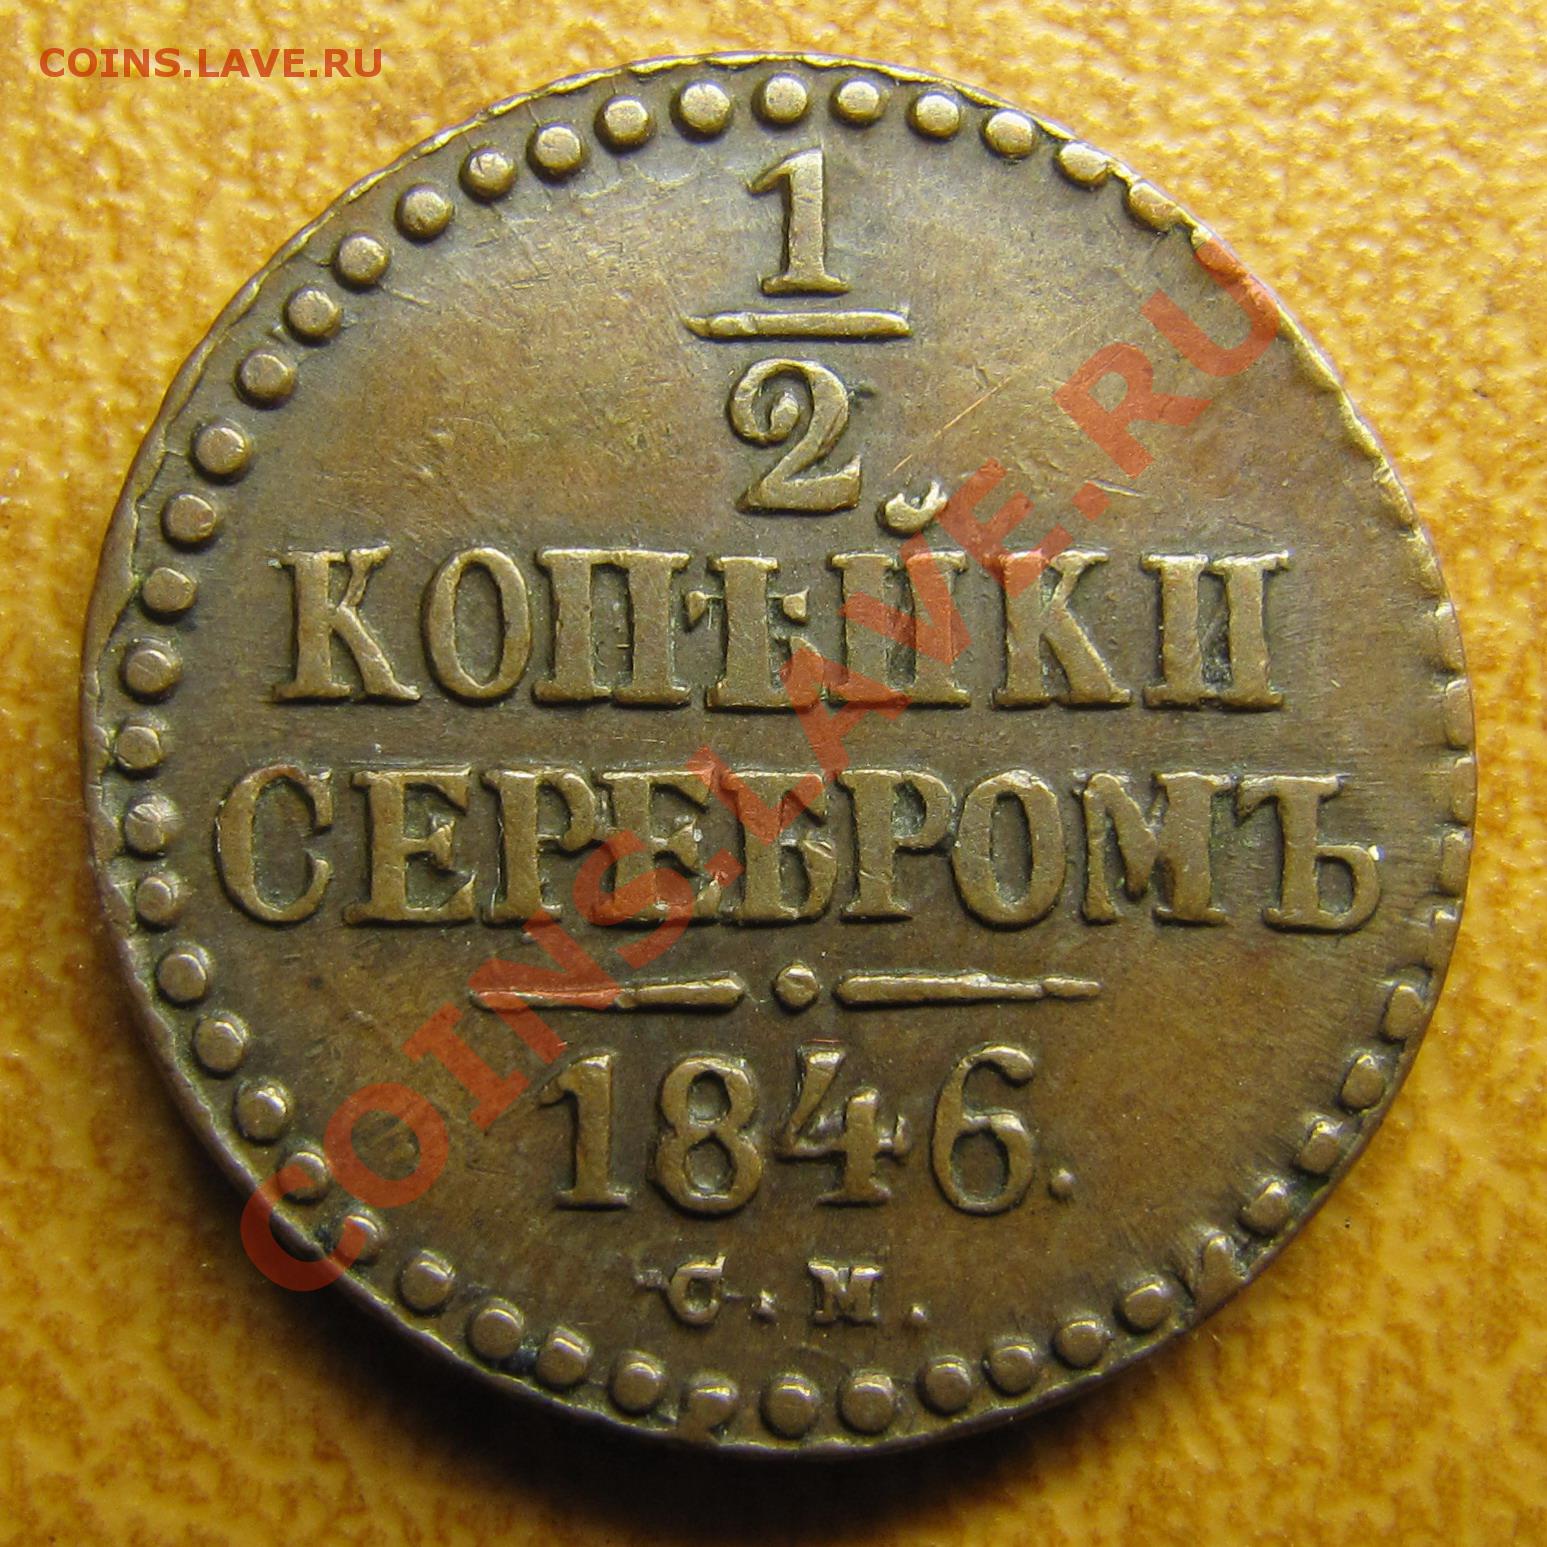 COINS.LAVE.RU
1
2
КОПѢЙКИ
СЕРЕБРОМЪ
1846.
С.М.
COINS.LAVE.RU